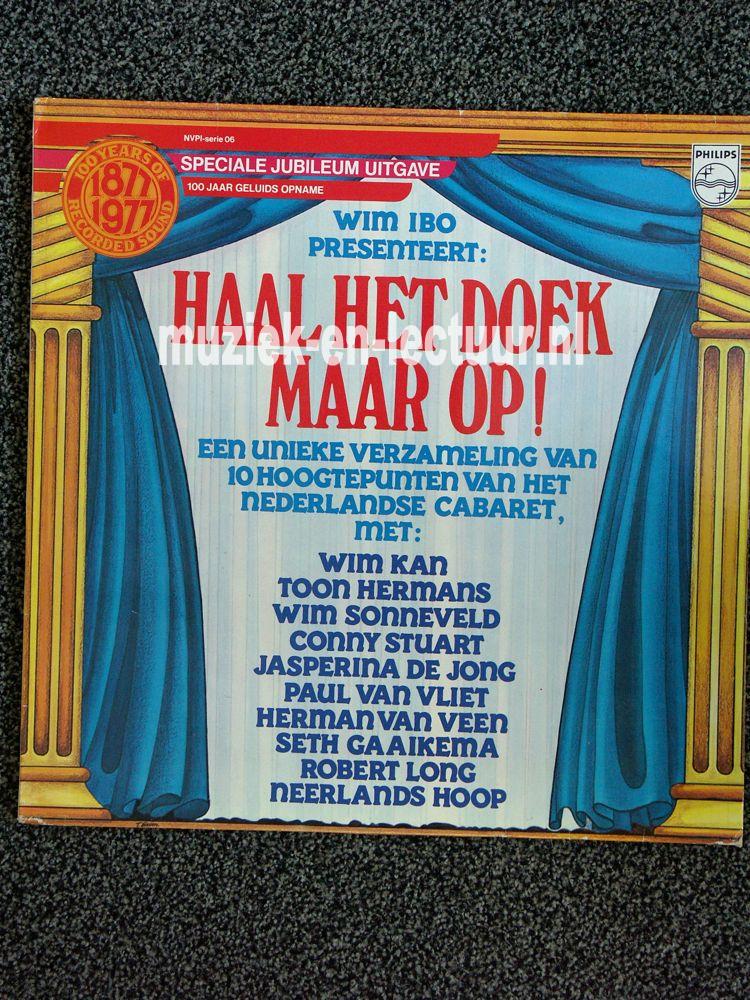 NVPI-serie 06
SPECIALE JUBILEUM UITGAVE
100 JAAR GELUIDS OPNAME
100 YEARS OF
1877
1977
RECORDED SOUND
PHILIPS
WIM IBO
PRESENTEERT:
HAAL HET DOEK
muziek-en-lectuur.nl
MAAR OP!
EEN UNIEKE VERZAMELING VAN
10 HOOGTEPUNTEN VAN HET
NEDERLANDSE CABARET,
MET:
WIM KAN
TOON HERMANS
WIM SONNEVELD
CONNY STUART
JASPERINA DE JONG
PAUL VAN VLIET
HERMAN VAN VEEN
SETH GAAIKEMA
ROBERT LONG
NEERLANDS HOOP